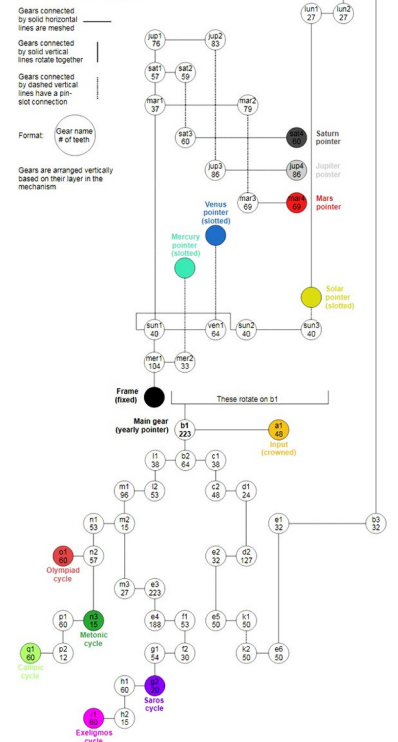 Gears connected
by solid horizontal
lines are meshed
Gears connected
by solid vertical
lines rotate together
Gears connected
by dashed vertical
lines have a pin-
slot connection
Format:
Gear name
# of teeth
Gears are arranged vertically
based on their layer in the
mechanism
lun1
27
lun2
27
jup1
76
jup2
83
sat1
57
sat2
59
mar1
37
mar2
79
sat3
60
sat4
60
Saturn
pointer
jup3
86
jup4
86
Jupiter
pointer
mar3
69
mar4
69
Mars
pointer
Venus
pointer
(slotted)
Mercury
pointer
(slotted)
Solar
pointer
(slotted)
sun1
40
ven1
64
sun2
40
sun3
40
mer1
104
mer2
33
Frame
(fixed)
These rotate on b1
Main gear
(yearly pointer)
b1
223
a1
48
Input
(crowned)
l1
38
b2
64
c1
38
m1
96
l2
53
c2
48
d1
24
n1
53
m2
15
e1
32
b3
32
o1
60
n2
57
Olympiad
cycle
e2
32
d2
127
m3
27
e3
223
p1
60
n3
15
Metonic
cycle
e4
188
f1
53
e5
50
k1
50
q1
60
p2
12
Callipic
cycle
g1
54
f2
30
k2
50
e6
50
h1
60
g2
20
Saros
cycle
i1
60
h2
15
Exeligmos
cycle